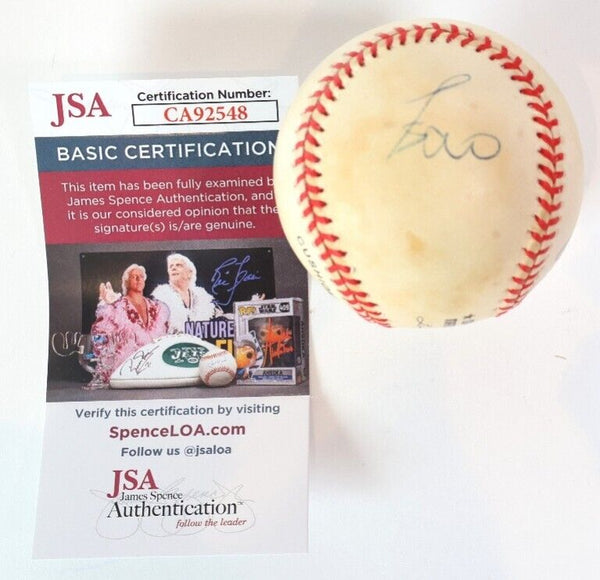 JSA
Certification Number:
CA92548
BASIC CERTIFICATION
This item has been fully examined b
James Spence Authentication, and
it is our considered opinion that the
signature(s) is/are genuine.
NATURE
JETS
Verify this certification by visiting
SpenceLOA.com
Follow us @jsaloa
JSA
James Spence
Authentication™
follow the leader